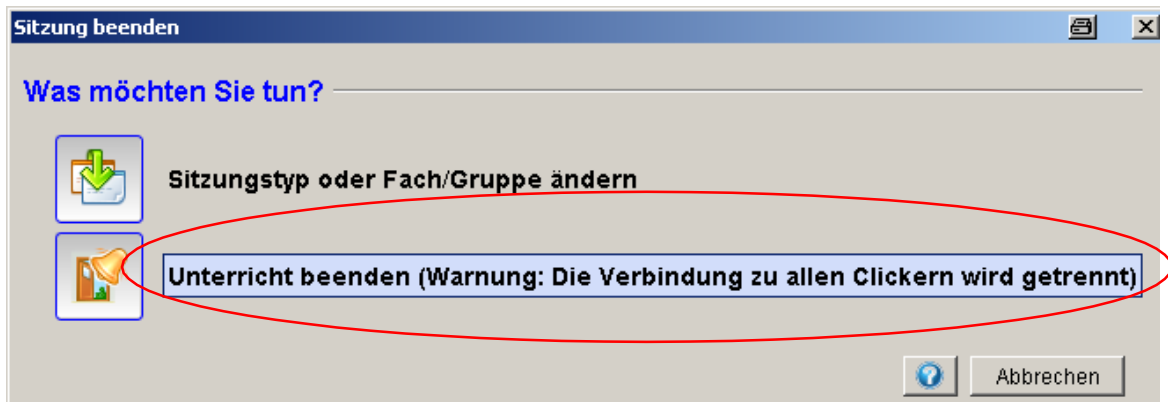 Sitzung beenden
Was möchten Sie tun?
Sitzungstyp oder Fach/Gruppe ändern
Unterricht beenden (Warnung: Die Verbindung zu allen Clickern wird getrennt)
Abbrechen